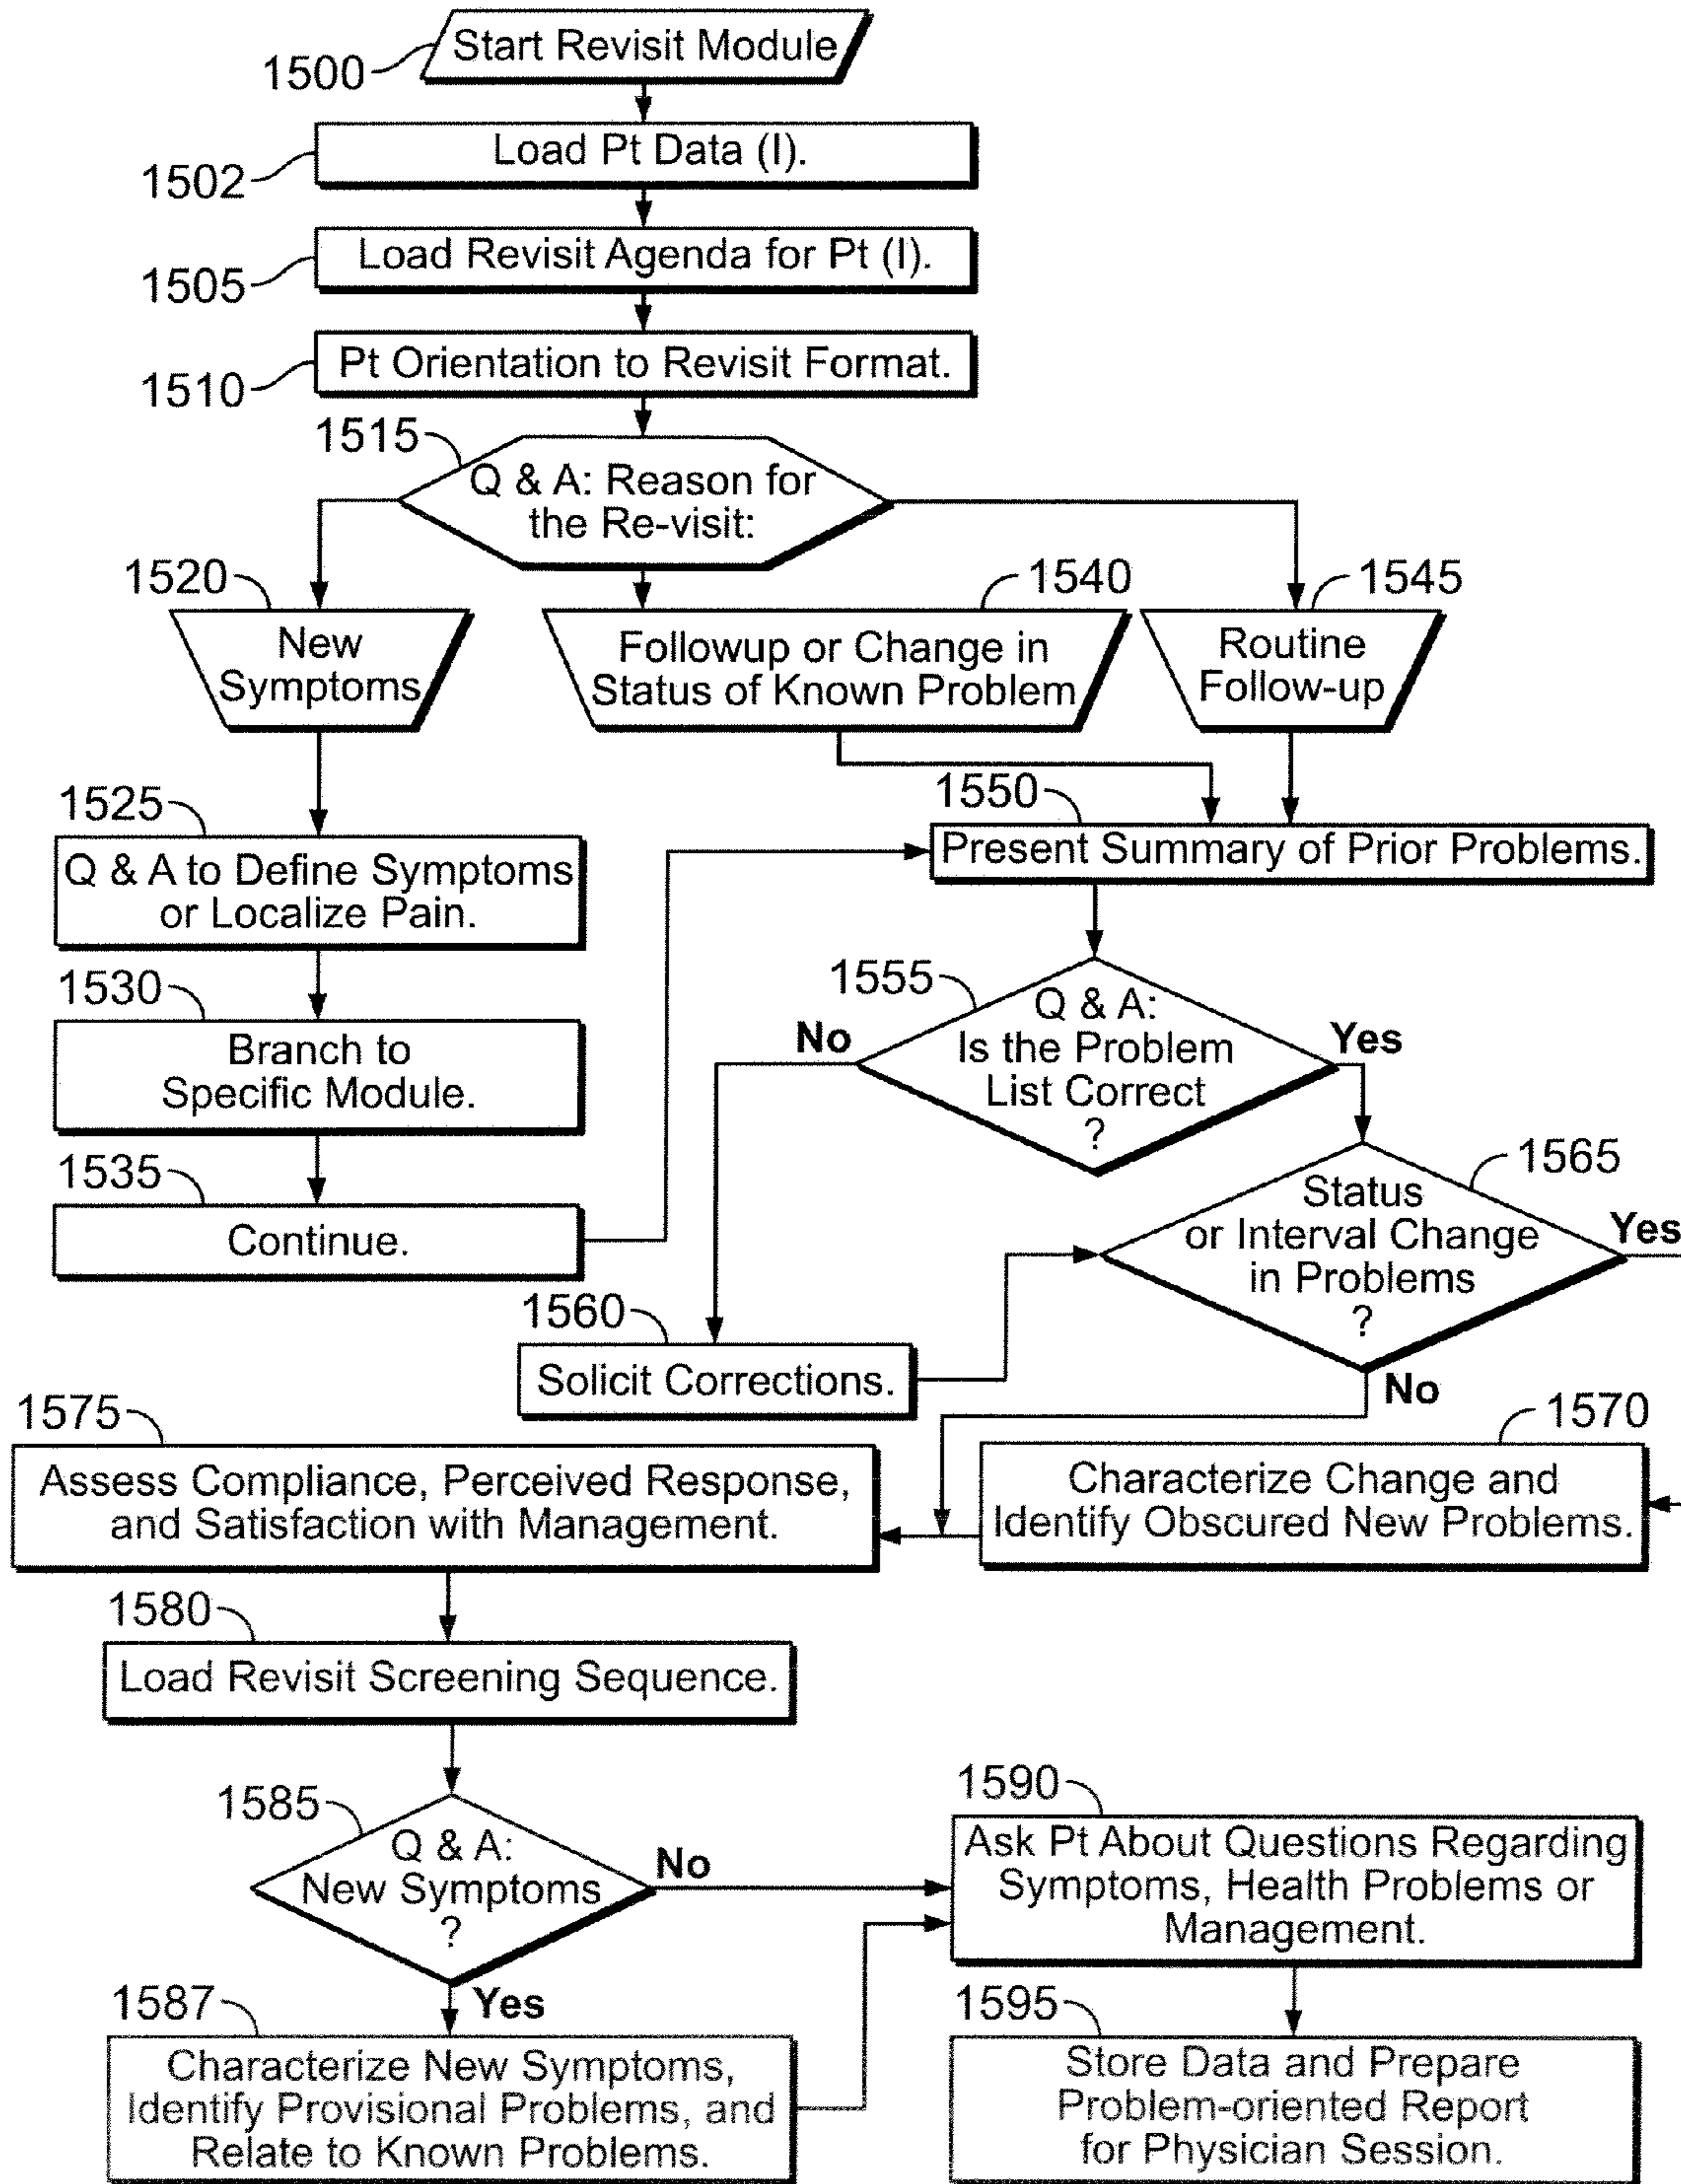 Start Revisit Module
1500
Load Pt Data (I).
1502
Load Revisit Agenda for Pt (I).
1505
Pt Orientation to Revisit Format.
1510
1515
Q & A: Reason for
the Re-visit:
1520
New
Symptoms
1540
Followup or Change in
Status of Known Problem
1545
Routine
Follow-up
1525
Q & A to Define Symptoms
or Localize Pain.
1530
Branch to
Specific Module.
1535
Continue.
1550
Present Summary of Prior Problems.
1555
Q & A:
Is the Problem
List Correct
?
No
Yes
1565
Status
or Interval Change
in Problems
?
Yes
No
1560
Solicit Corrections.
1570
Characterize Change and
Identify Obscured New Problems.
1575
Assess Compliance, Perceived Response,
and Satisfaction with Management.
1580
Load Revisit Screening Sequence.
1585
Q & A:
New Symptoms
?
No
Yes
1587
Characterize New Symptoms,
Identify Provisional Problems, and
Relate to Known Problems.
1590
Ask Pt About Questions Regarding
Symptoms, Health Problems or
Management.
1595
Store Data and Prepare
Problem-oriented Report
for Physician Session.